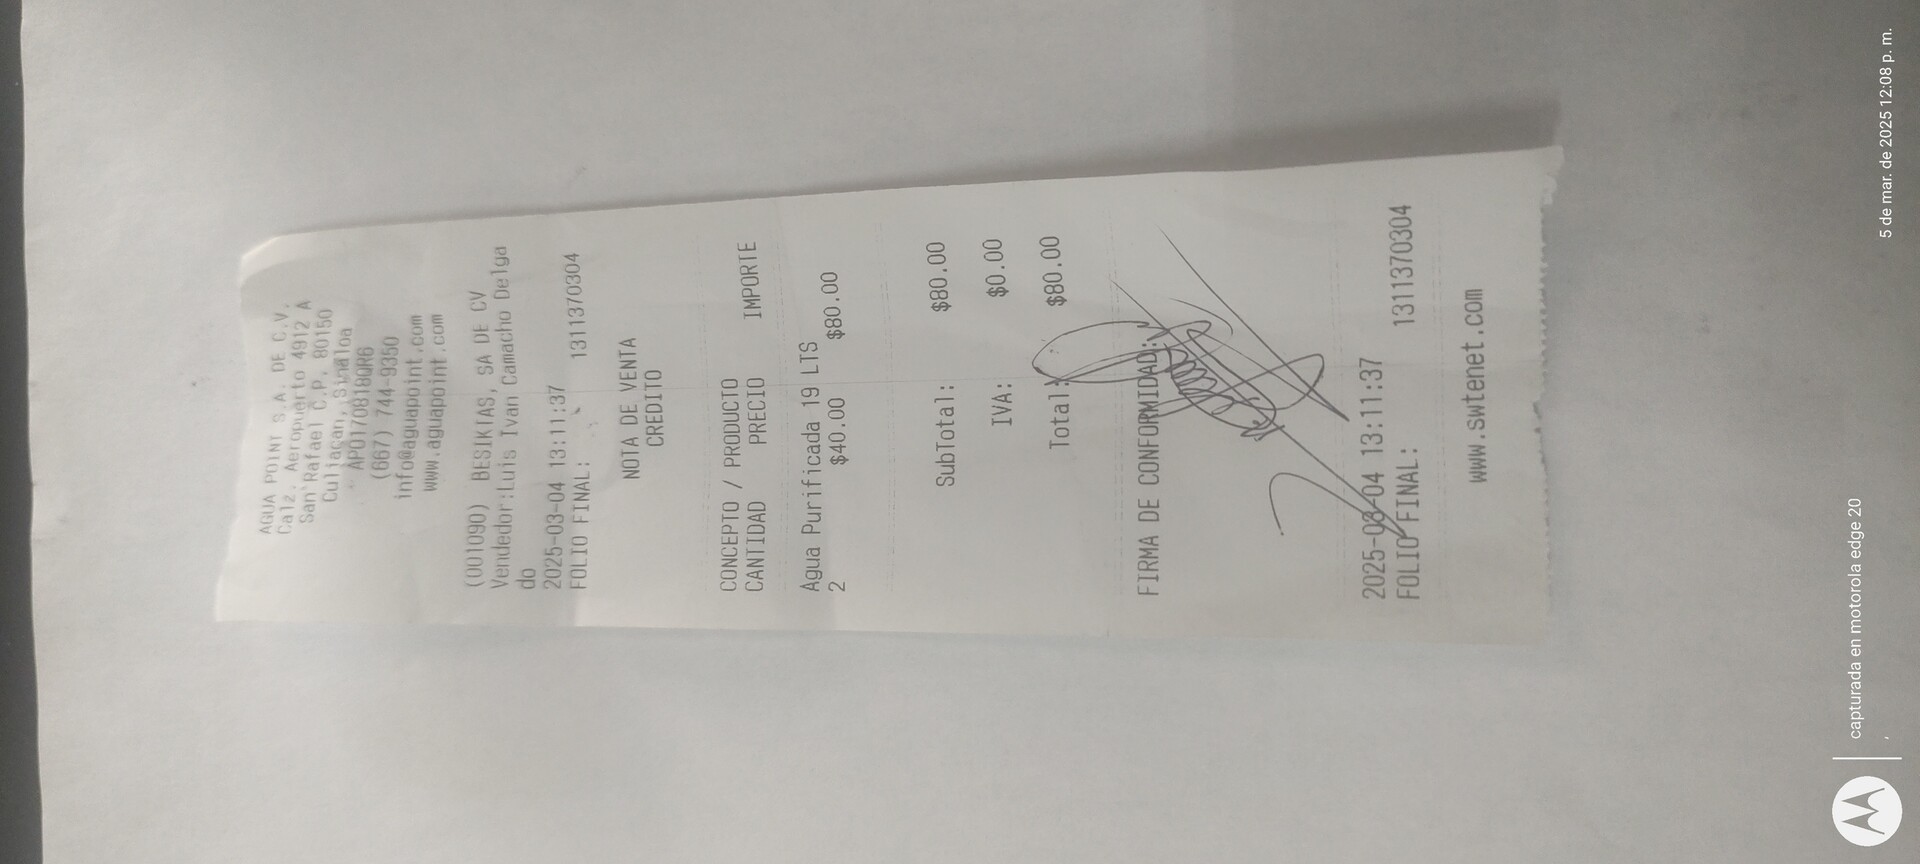 AGUA POINT S.A. DE C.V.
Calz. Aeropuerto 4912 A
San Rafael C.P. 80150
Culiacan, Sinaloa
APO170818QR6
(667) 744-9350
info@aguapoint.com
www.aguapoint.com
(001090) BESIKIAS, SA DE CV
Vendedor:Luis Ivan Camacho Delga
do
2025-03-04 13:11:37
FOLIO FINAL: 1311370304
NOTA DE VENTA
CREDITO
CONCEPTO / PRODUCTO
CANTIDAD PRECIO IMPORTE
Agua Purificada 19 LTS
2 $40.00 $80.00
SubTotal: $80.00
IVA: $0.00
Total: $80.00
FIRMA DE CONFORMIDAD:
2025-03-04 13:11:37
FOLIO FINAL: 1311370304
www.swtenet.com
capturada en motorola edge 20
5 de mar. de 2025 12:08 p. m.